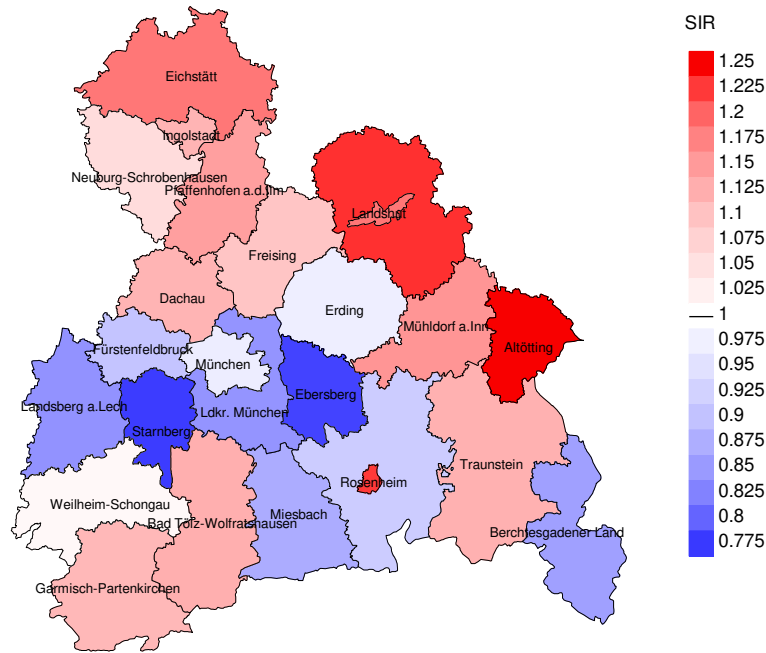 SIR
1.25
1.225
1.2
1.175
1.15
1.125
1.1
1.075
1.05
1.025
1
0.975
0.95
0.925
0.9
0.875
0.85
0.825
0.8
0.775
Eichstätt
Ingolstadt
Neuburg-Schrobenhausen
Pfaffenhofen a.d.Ilm
Landshut
Freising
Dachau
Erding
Mühldorf a.Inn
Altötting
Fürstenfeldbruck
München
Ebersberg
Landsberg a.Lech
Ldkr. München
Starnberg
Traunstein
Rosenheim
Weilheim-Schongau
Miesbach
Bad Tölz-Wolfratshausen
Berchtesgadener Land
Garmisch-Partenkirchen